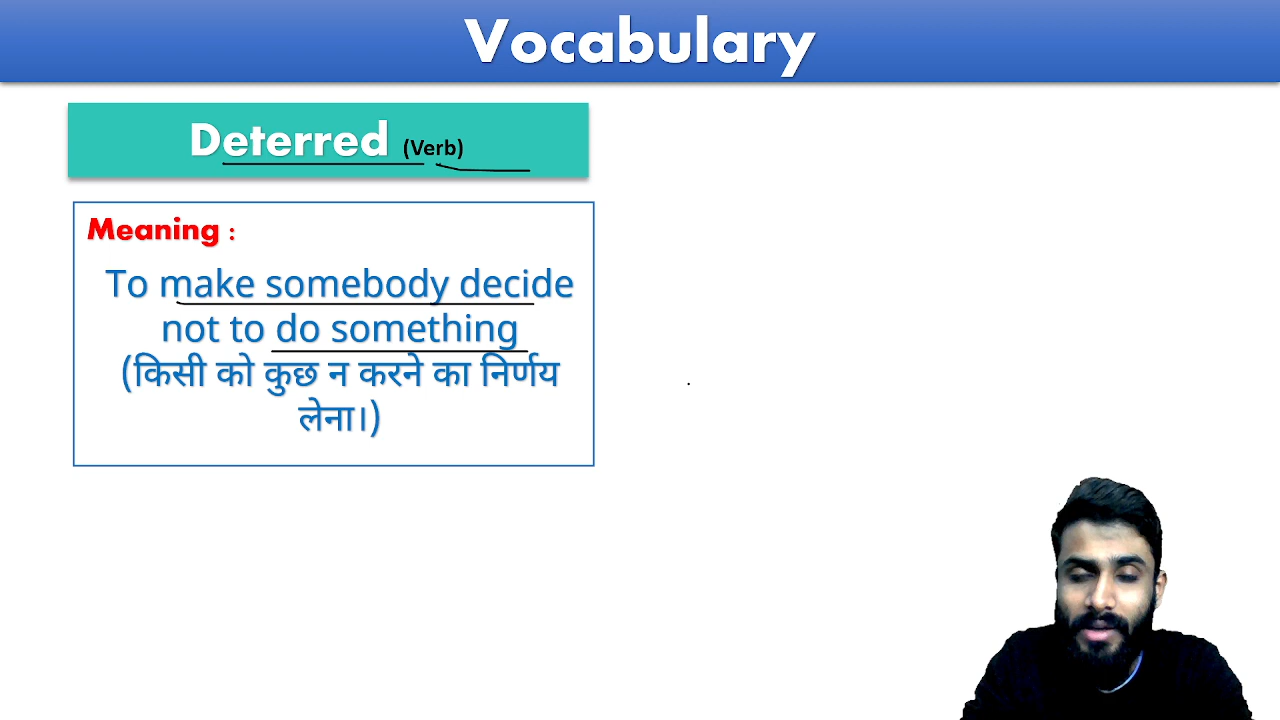 Vocabulary
Deterred (Verb)
Meaning :
To make somebody decide
not to do something
(किसी को कुछ न करने का निर्णय
लेना।)